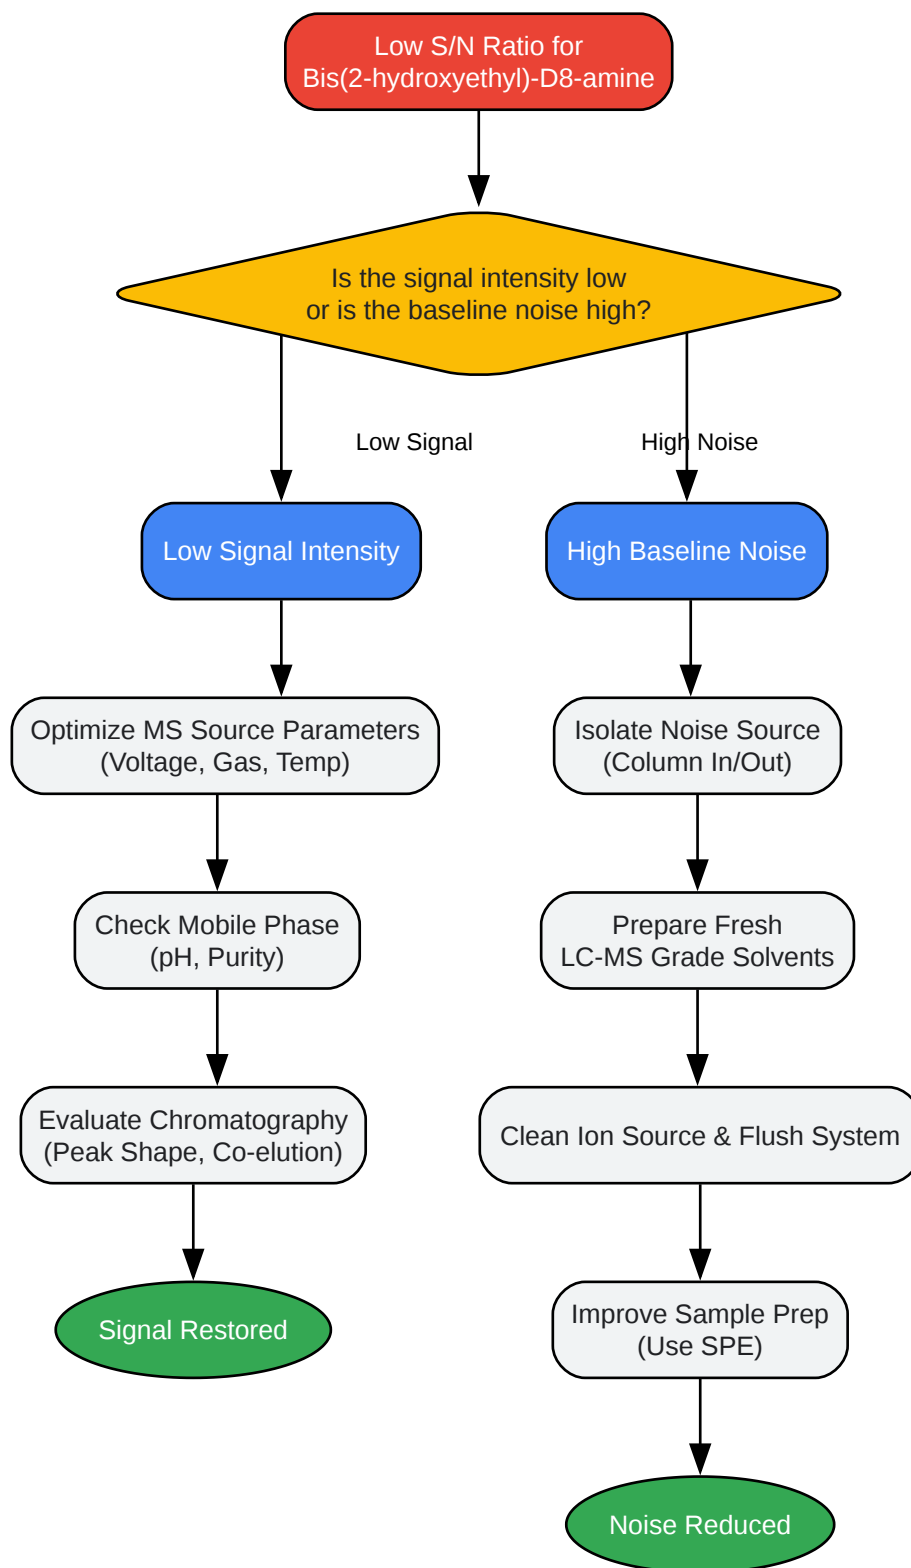 Low S/N Ratio for
Bis(2-hydroxyethyl)-D8-amine
Is the signal intensity low
or is the baseline noise high?
Low Signal
High Noise
Low Signal Intensity
High Baseline Noise
Optimize MS Source Parameters
(Voltage, Gas, Temp)
Isolate Noise Source
(Column In/Out)
Check Mobile Phase
(pH, Purity)
Prepare Fresh
LC-MS Grade Solvents
Evaluate Chromatography
(Peak Shape, Co-elution)
Clean Ion Source & Flush System
Signal Restored
Improve Sample Prep
(Use SPE)
Noise Reduced